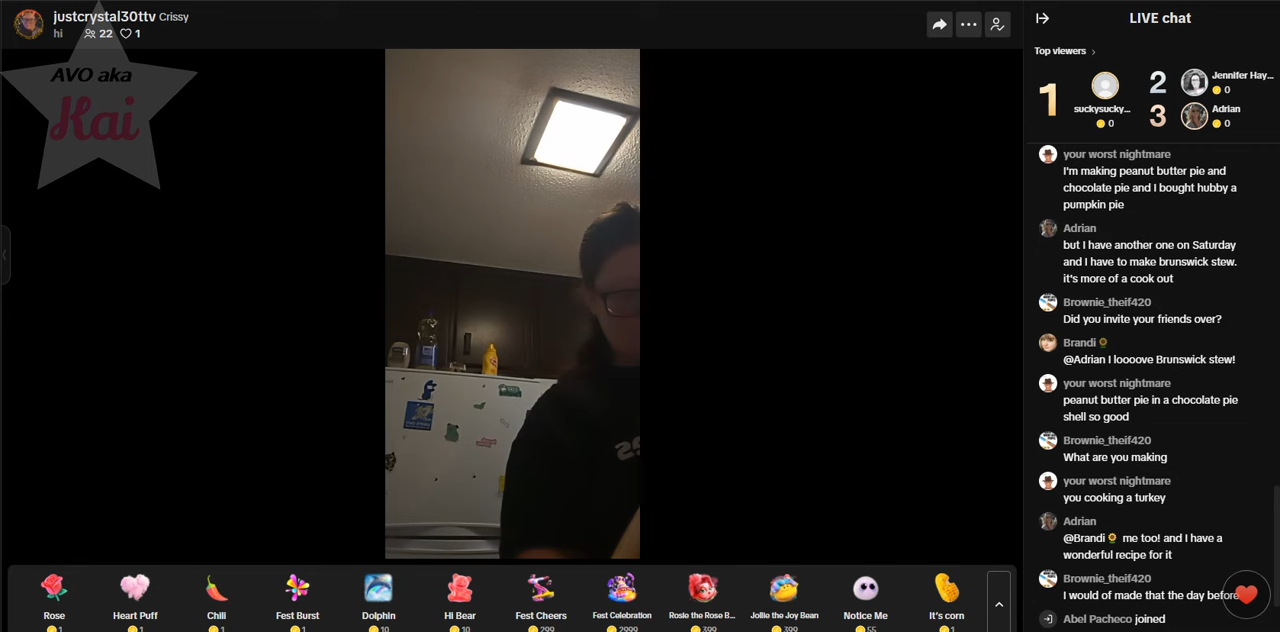 justcrystal30ttv Crissy
hi 22 1
AVO aka
Kai
LIVE chat
Top viewers >
1
suckysucky...
0
2 Jennifer Hay...
0
3 Adrian
0
your worst nightmare
I'm making peanut butter pie and
chocolate pie and I bought hubby a
pumpkin pie
Adrian
but I have another one on Saturday
and I have to make brunswick stew.
it's more of a cook out
Brownie_theif420
Did you invite your friends over?
Brandi🌻
@Adrian I loooove Brunswick stew!
your worst nightmare
peanut butter pie in a chocolate pie
shell so good
Brownie_theif420
What are you making
your worst nightmare
you cooking a turkey
Adrian
@Brandi🌻 me too! and I have a
wonderful recipe for it
Brownie_theif420
I would of made that the day before
Abel Pacheco joined
Rose Heart Puff Chili Fest Burst Dolphin Hi Bear Fest Cheers Fest Celebration Rosie the Rose B... Jollie the Joy Bean Notice Me It's corn
1 1 1 1 10 10 299 2999 399 399 55 1